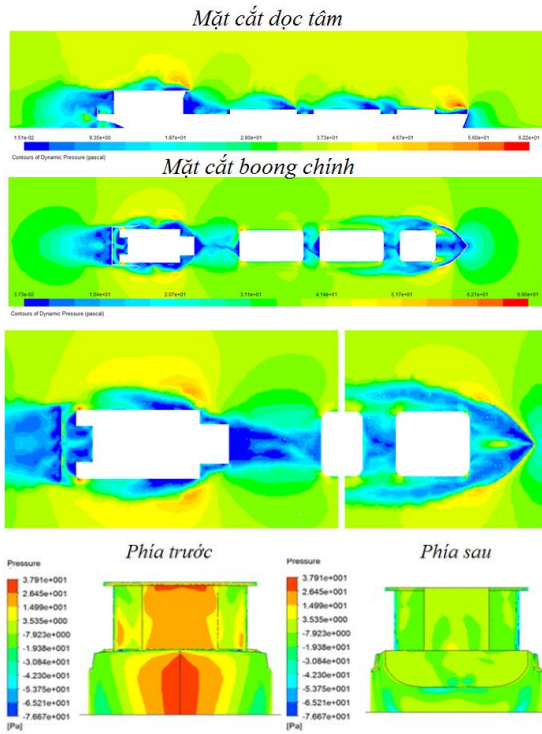 Mặt cắt dọc tâm
1.51e-02 9.35e+00 1.87e+01 2.80e+01 3.73e+01 4.67e+01 5.60e+01 6.22e+01
Contours of Dynamic Pressure (pascal)
Mặt cắt boong chính
3.73e-02 1.04e+01 2.07e+01 3.11e+01 4.14e+01 5.17e+01 6.21e+01 6.90e+01
Contours of Dynamic Pressure (pascal)
Phía trước
Phía sau
Pressure
3.791e+001
2.645e+001
1.499e+001
3.535e+000
-7.923e+000
-1.938e+001
-3.084e+001
-4.230e+001
-5.375e+001
-6.521e+001
-7.667e+001
[Pa]
Pressure
3.791e+001
2.645e+001
1.499e+001
3.535e+000
-7.923e+000
-1.938e+001
-3.084e+001
-4.230e+001
-5.375e+001
-6.521e+001
-7.667e+001
[Pa]